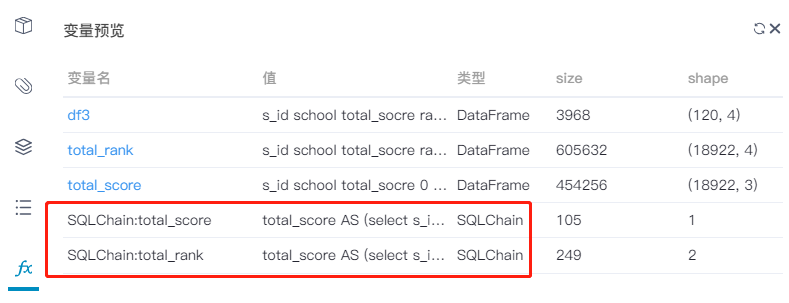 变量预览
变量名 值 类型 size shape
df3 s_id school total_socre ra... DataFrame 3968 (120, 4)
total_rank s_id school total_socre ra... DataFrame 605632 (18922, 4)
total_score s_id school total_socre 0 ... DataFrame 454256 (18922, 3)
SQLChain:total_score total_score AS (select s_i... SQLChain 105 1
SQLChain:total_rank total_score AS (select s_i... SQLChain 249 2
fx